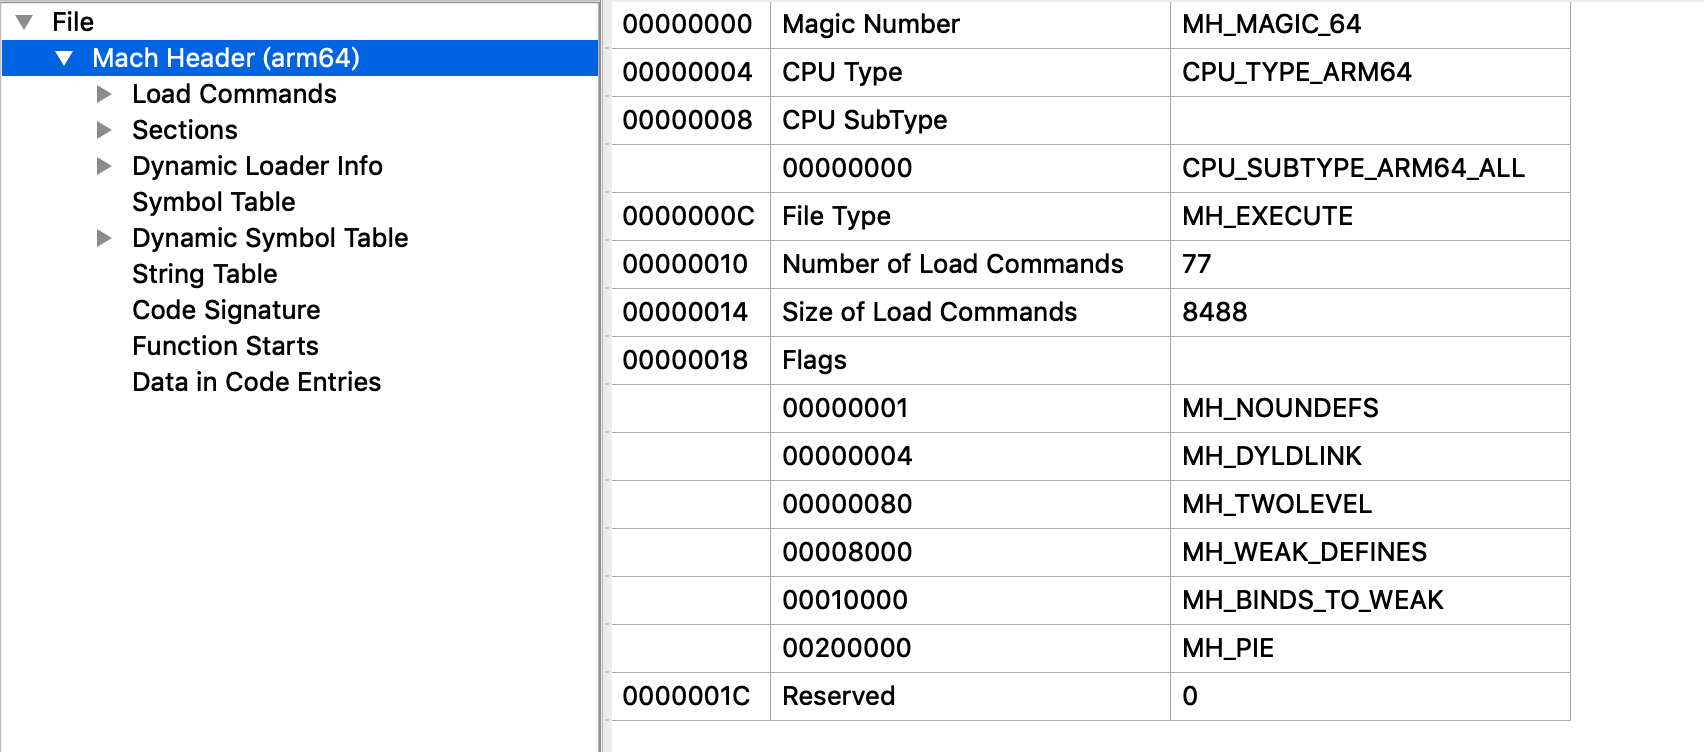 File
Mach Header (arm64)
Load Commands
Sections
Dynamic Loader Info
Symbol Table
Dynamic Symbol Table
String Table
Code Signature
Function Starts
Data in Code Entries
00000000 Magic Number MH_MAGIC_64
00000004 CPU Type CPU_TYPE_ARM64
00000008 CPU SubType
00000000 CPU_SUBTYPE_ARM64_ALL
0000000C File Type MH_EXECUTE
00000010 Number of Load Commands 77
00000014 Size of Load Commands 8488
00000018 Flags
00000001 MH_NOUNDEFS
00000004 MH_DYLDLINK
00000080 MH_TWOLEVEL
00008000 MH_WEAK_DEFINES
00010000 MH_BINDS_TO_WEAK
00200000 MH_PIE
0000001C Reserved 0